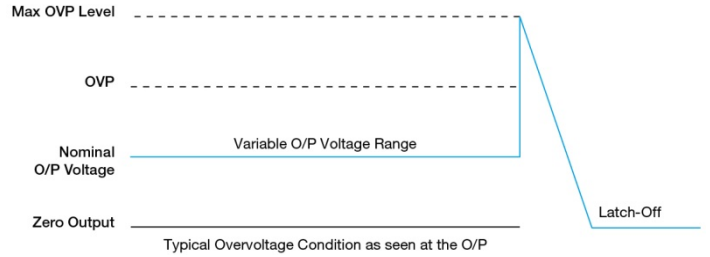 Max OVP Level
OVP
Variable O/P Voltage Range
Nominal
O/P Voltage
Zero Output
Latch-Off
Typical Overvoltage Condition as seen at the O/P